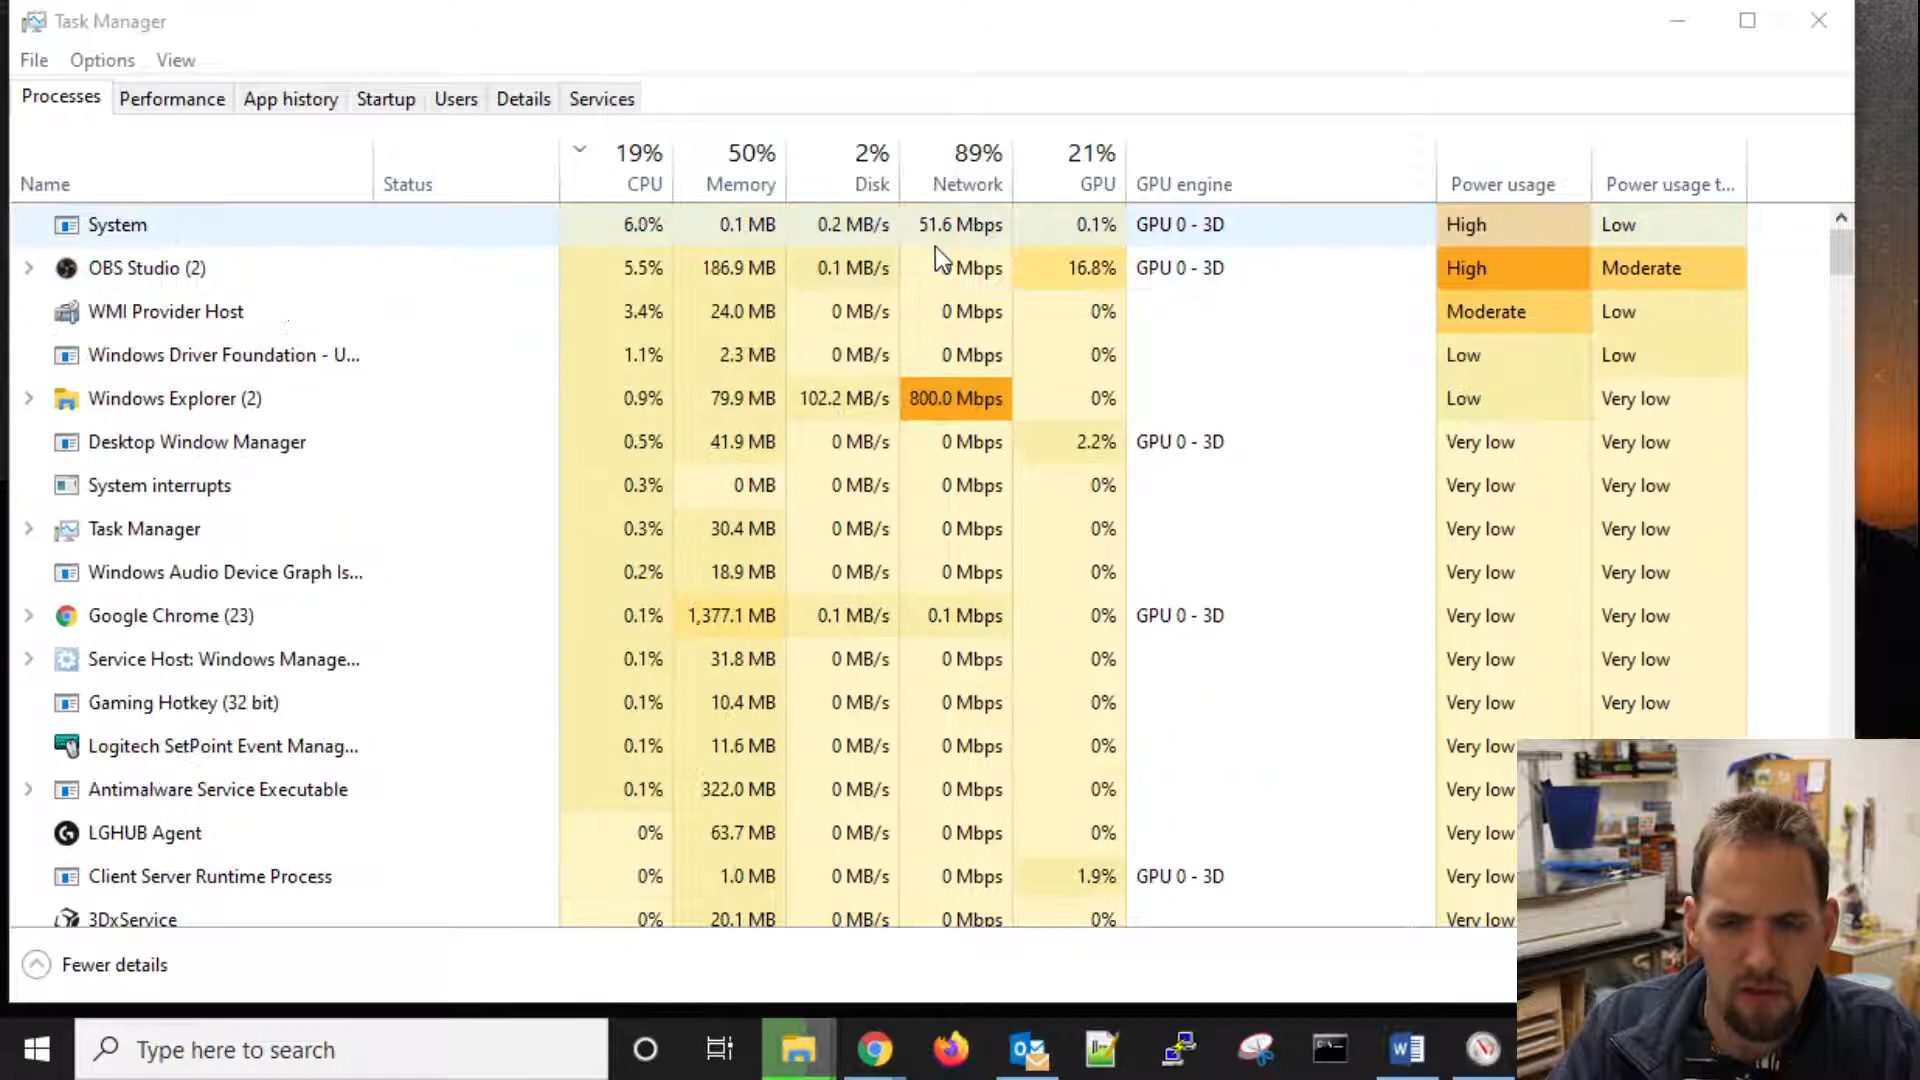 Task Manager
File Options View
Processes Performance App history Startup Users Details Services
19% 50% 2% 89% 21%
Name Status CPU Memory Disk Network GPU GPU engine Power usage Power usage t...
System 6.0% 0.1 MB 0.2 MB/s 51.6 Mbps 0.1% GPU 0 - 3D High Low
OBS Studio (2) 5.5% 186.9 MB 0.1 MB/s Mbps 16.8% GPU 0 - 3D High Moderate
WMI Provider Host 3.4% 24.0 MB 0 MB/s 0 Mbps 0% Moderate Low
Windows Driver Foundation - U... 1.1% 2.3 MB 0 MB/s 0 Mbps 0% Low Low
Windows Explorer (2) 0.9% 79.9 MB 102.2 MB/s 800.0 Mbps 0% Low Very low
Desktop Window Manager 0.5% 41.9 MB 0 MB/s 0 Mbps 2.2% GPU 0 - 3D Very low Very low
System interrupts 0.3% 0 MB 0 MB/s 0 Mbps 0% Very low Very low
Task Manager 0.3% 30.4 MB 0 MB/s 0 Mbps 0% Very low Very low
Windows Audio Device Graph Is... 0.2% 18.9 MB 0 MB/s 0 Mbps 0% Very low Very low
Google Chrome (23) 0.1% 1,377.1 MB 0.1 MB/s 0.1 Mbps 0% GPU 0 - 3D Very low Very low
Service Host: Windows Manage... 0.1% 31.8 MB 0 MB/s 0 Mbps 0% Very low Very low
Gaming Hotkey (32 bit) 0.1% 10.4 MB 0 MB/s 0 Mbps 0% Very low Very low
Logitech SetPoint Event Manag... 0.1% 11.6 MB 0 MB/s 0 Mbps 0% Very low
Antimalware Service Executable 0.1% 322.0 MB 0 MB/s 0 Mbps 0% Very low
LGHUB Agent 0% 63.7 MB 0 MB/s 0 Mbps 0% Very low
Client Server Runtime Process 0% 1.0 MB 0 MB/s 0 Mbps 1.9% GPU 0 - 3D Very low
3DxService 0% 20.1 MB 0 MB/s 0 Mbps 0% Very low
Fewer details
Type here to search